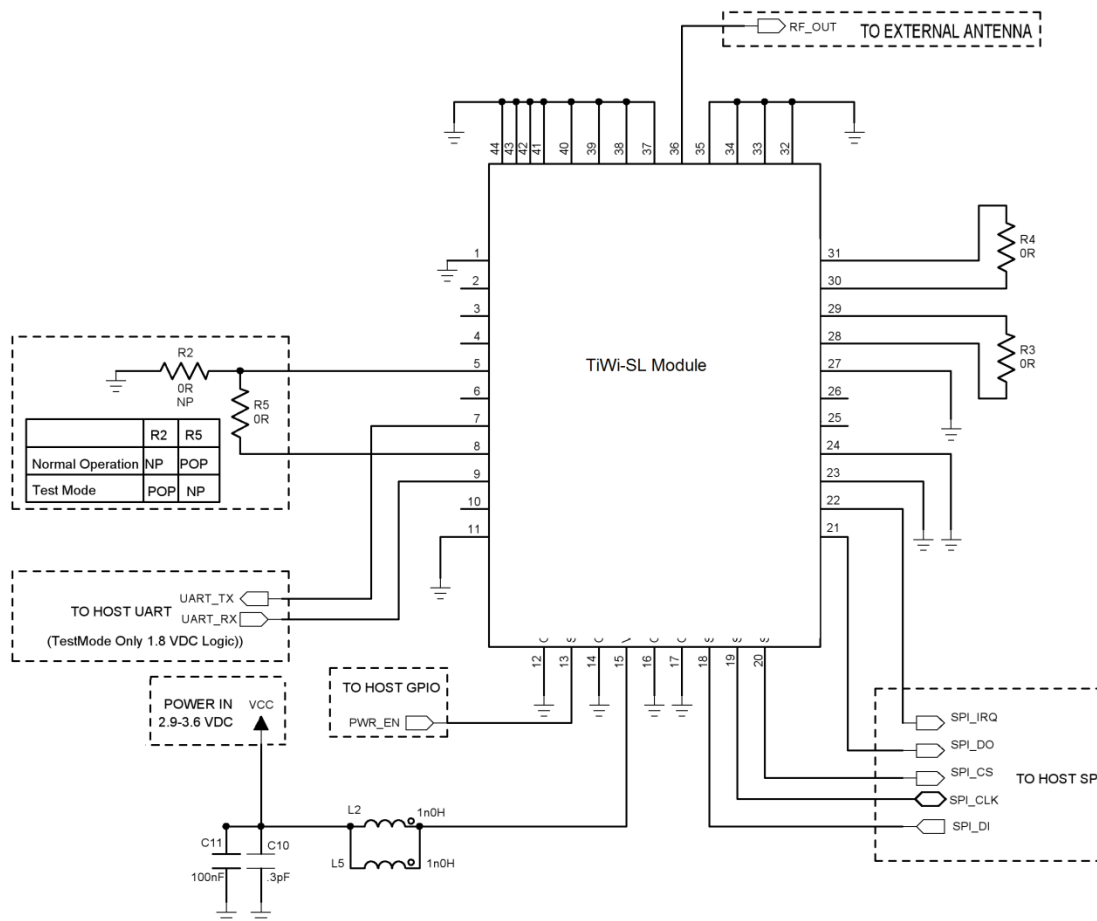 RF_OUT TO EXTERNAL ANTENNA
44 43 42 41 40 39 38 37 36 35 34 33 32
1
2
3
4
5
6
7
8
9
10
11
TiWi-SL Module
31
30
29
28
27
26
25
24
23
22
21
R4
0R
R3
0R
R2
0R
NP
R5
0R
R2 R5
Normal Operation NP POP
Test Mode POP NP
TO HOST UART
UART_TX
UART_RX
(TestMode Only 1.8 VDC Logic))
12 13 14 15 16 17 18 19 20
POWER IN
2.9-3.6 VDC
VCC
TO HOST GPIO
PWR_EN
SPI_IRQ
SPI_DO
SPI_CS
SPI_CLK
SPI_DI
TO HOST SP
L2 1n0H
L5 1n0H
C11
100nF
C10
.3pF